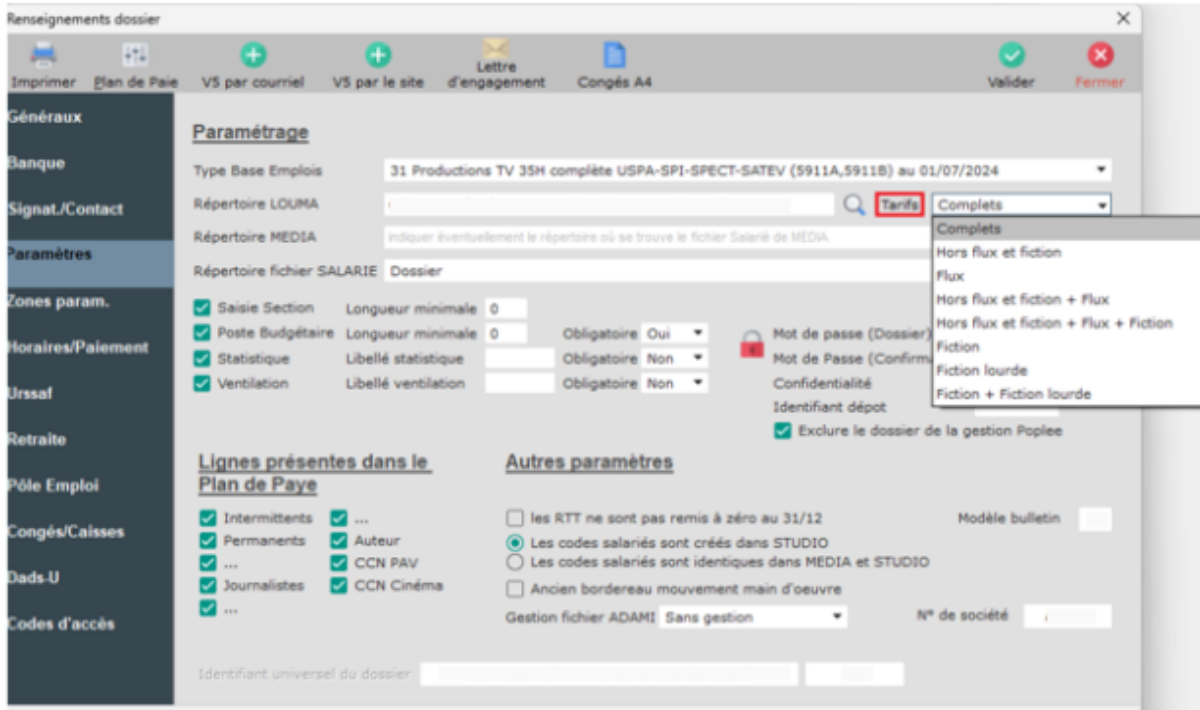 Renseignements dossier
Imprimer Plan de Paie VS par courriel VS par le site Lettre d'engagement Congés A4 Valider Fermer
Généraux
Banque
Signat./Contact
Paramètres
Zones param.
Horaires/Paiement
Urssaf
Retraite
Pôle Emploi
Congés/Caisses
Dads-U
Codes d'accès
Paramétrage
Type Base Emplois 31 Productions TV 35H complète USPA-SPI-SPECT-SATEV (5911A,5911B) au 01/07/2024
Répertoire LOUMA Tarifs Complets
Répertoire MEDIA indiquer éventuellement le répertoire où se trouve le fichier Salarié de MEDIA
Répertoire fichier SALARIE Dossier
Complets
Hors flux et fiction
Flux
Hors flux et fiction + Flux
Hors flux et fiction + Flux + Fiction
Fiction
Fiction lourde
Fiction + Fiction lourde
Saisie Section Longueur minimale 0
Poste Budgétaire Longueur minimale 0 Obligatoire Oui Mot de passe (Dossier)
Statistique Libellé statistique Obligatoire Non Mot de Passe (Confirma
Ventilation Libellé ventilation Obligatoire Non Confidentialité
Identifiant dépot
Exclure le dossier de la gestion Poplee
Lignes présentes dans le
Plan de Paye
Intermittents ...
Permanents Auteur
... CCN PAV
Journalistes CCN Cinéma
...
Autres paramètres
les RTT ne sont pas remis à zéro au 31/12 Modèle bulletin
Les codes salariés sont créés dans STUDIO
Les codes salariés sont identiques dans MEDIA et STUDIO
Ancien bordereau mouvement main d'oeuvre
Gestion fichier ADAMI Sans gestion N° de société
Identifiant universel du dossier